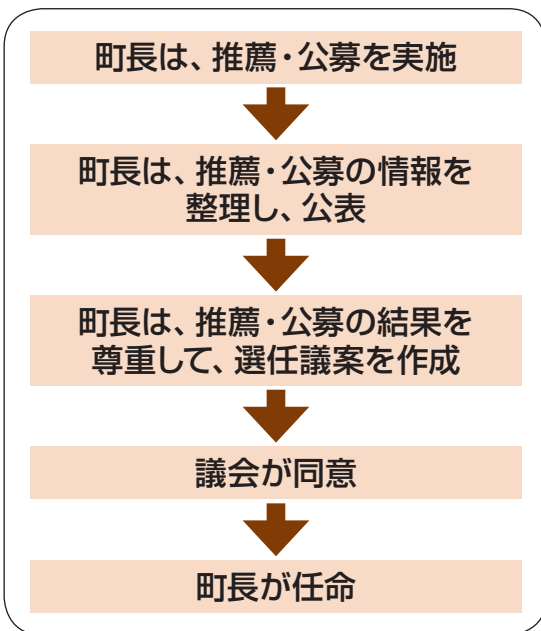 町長は、推薦・公募を実施
町長は、推薦・公募の情報を
整理し、公表
町長は、推薦・公募の結果を
尊重して、選任議案を作成
議会が同意
町長が任命